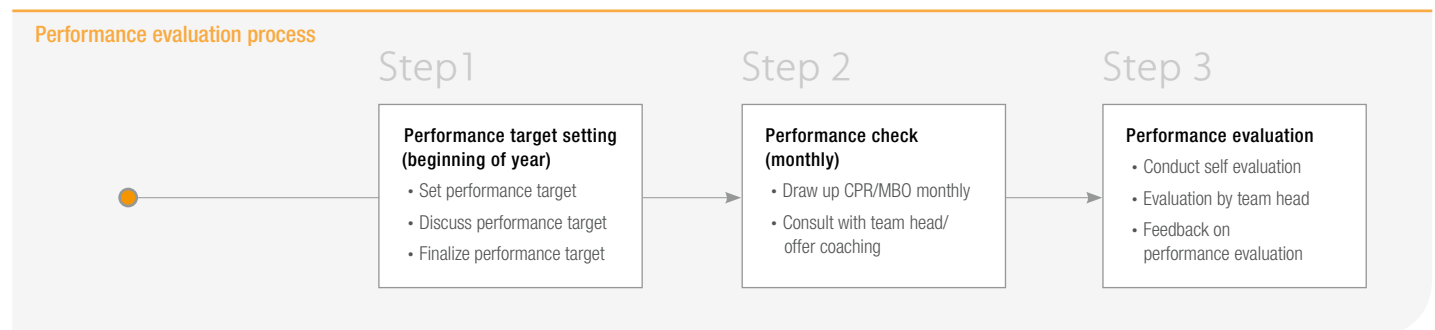 Performance evaluation process
Step1
Performance target setting
(beginning of year)
• Set performance target
• Discuss performance target
• Finalize performance target
Step 2
Performance check
(monthly)
• Draw up CPR/MBO monthly
• Consult with team head/
offer coaching
Step 3
Performance evaluation
• Conduct self evaluation
• Evaluation by team head
• Feedback on
performance evaluation